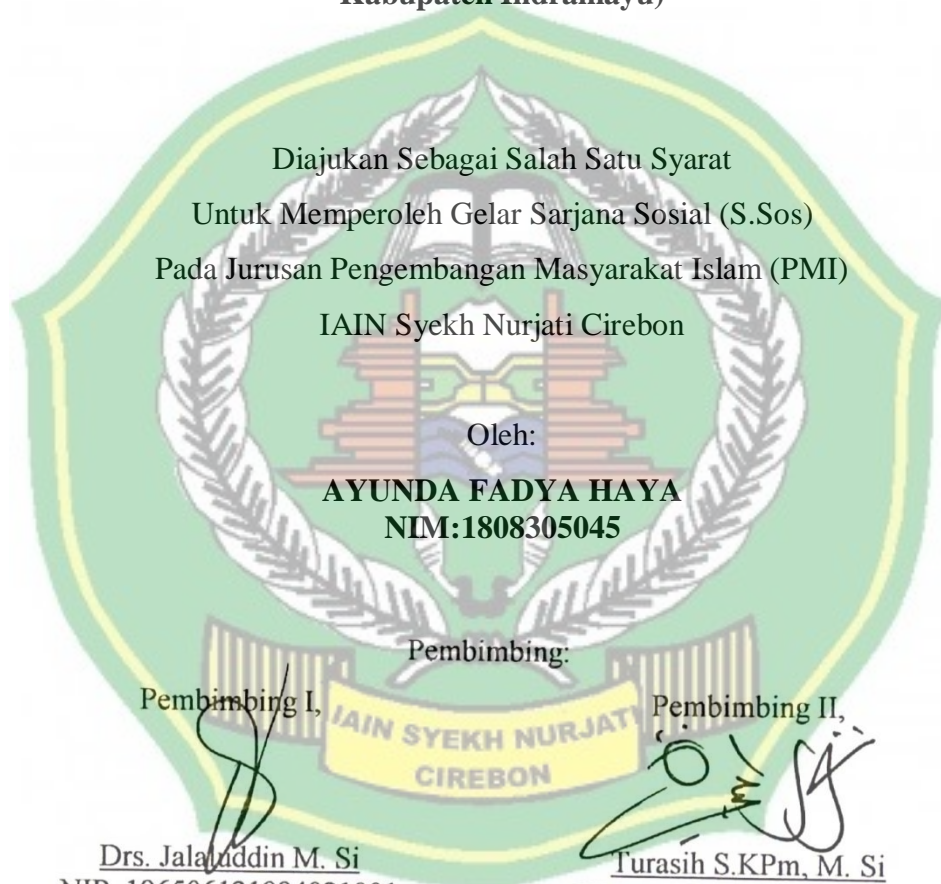 Kabupaten Indramayu)
Diajukan Sebagai Salah Satu Syarat
Untuk Memperoleh Gelar Sarjana Sosial (S.Sos)
Pada Jurusan Pengembangan Masyarakat Islam (PMI)
IAIN Syekh Nurjati Cirebon
Oleh:
AYUNDA FADYA HAYA
NIM:1808305045
Pembimbing:
Pembimbing I, Pembimbing II,
IAIN SYEKH NURJATI
CIREBON
Drs. Jalaluddin M. Si Turasih S.KPm, M. Si